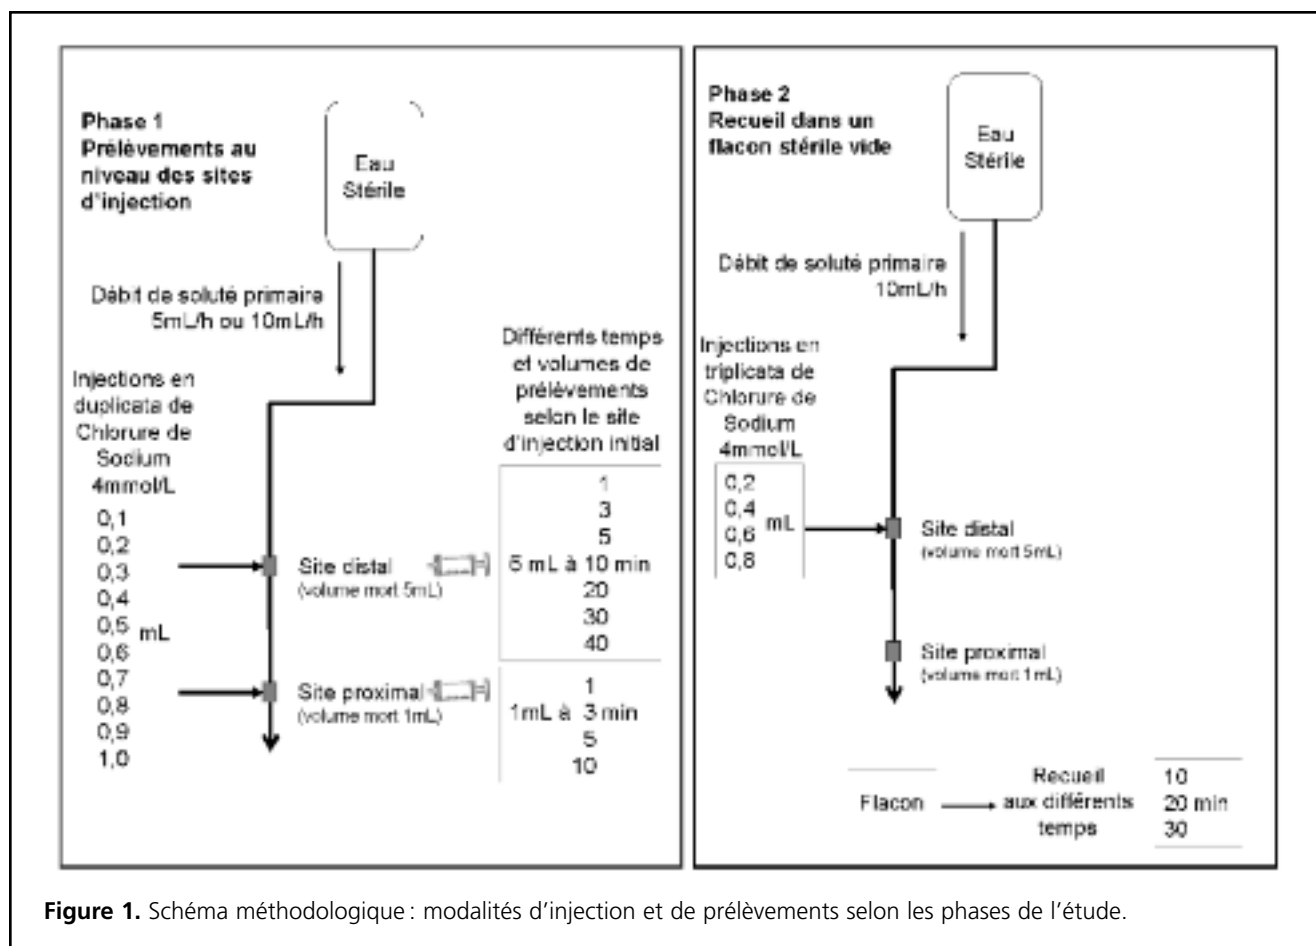 Phase 1
Prélèvements au
niveau des sites
d'injection
Eau
Stérile
Débit de soluté primaire
5mL/h ou 10mL/h
Injections en
duplicata de
Chlorure de
Sodium
4mmol/L
0,1
0,2
0,3
0,4
0,5
mL
0,6
0,7
0,8
0,9
1,0
Site distal
(volume mort 5mL)
Site proximal
(volume mort 1mL)
Différents temps
et volumes de
prélèvements
selon le site
d'injection initial
1
3
5
5 mL à 10 min
20
30
40
1
1mL à 3 min
5
10
Phase 2
Recueil dans un
flacon stérile vide
Eau
Stérile
Débit de soluté primaire
10mL/h
Injections en
triplicata de
Chlorure de
Sodium
4mmol/L
0,2
0,4
mL
0,6
0,8
Site distal
(volume mort 5mL)
Site proximal
(volume mort 1mL)
Flacon
Recueil
aux différents
temps
10
20 min
30
Figure 1. Schéma méthodologique : modalités d'injection et de prélèvements selon les phases de l'étude.